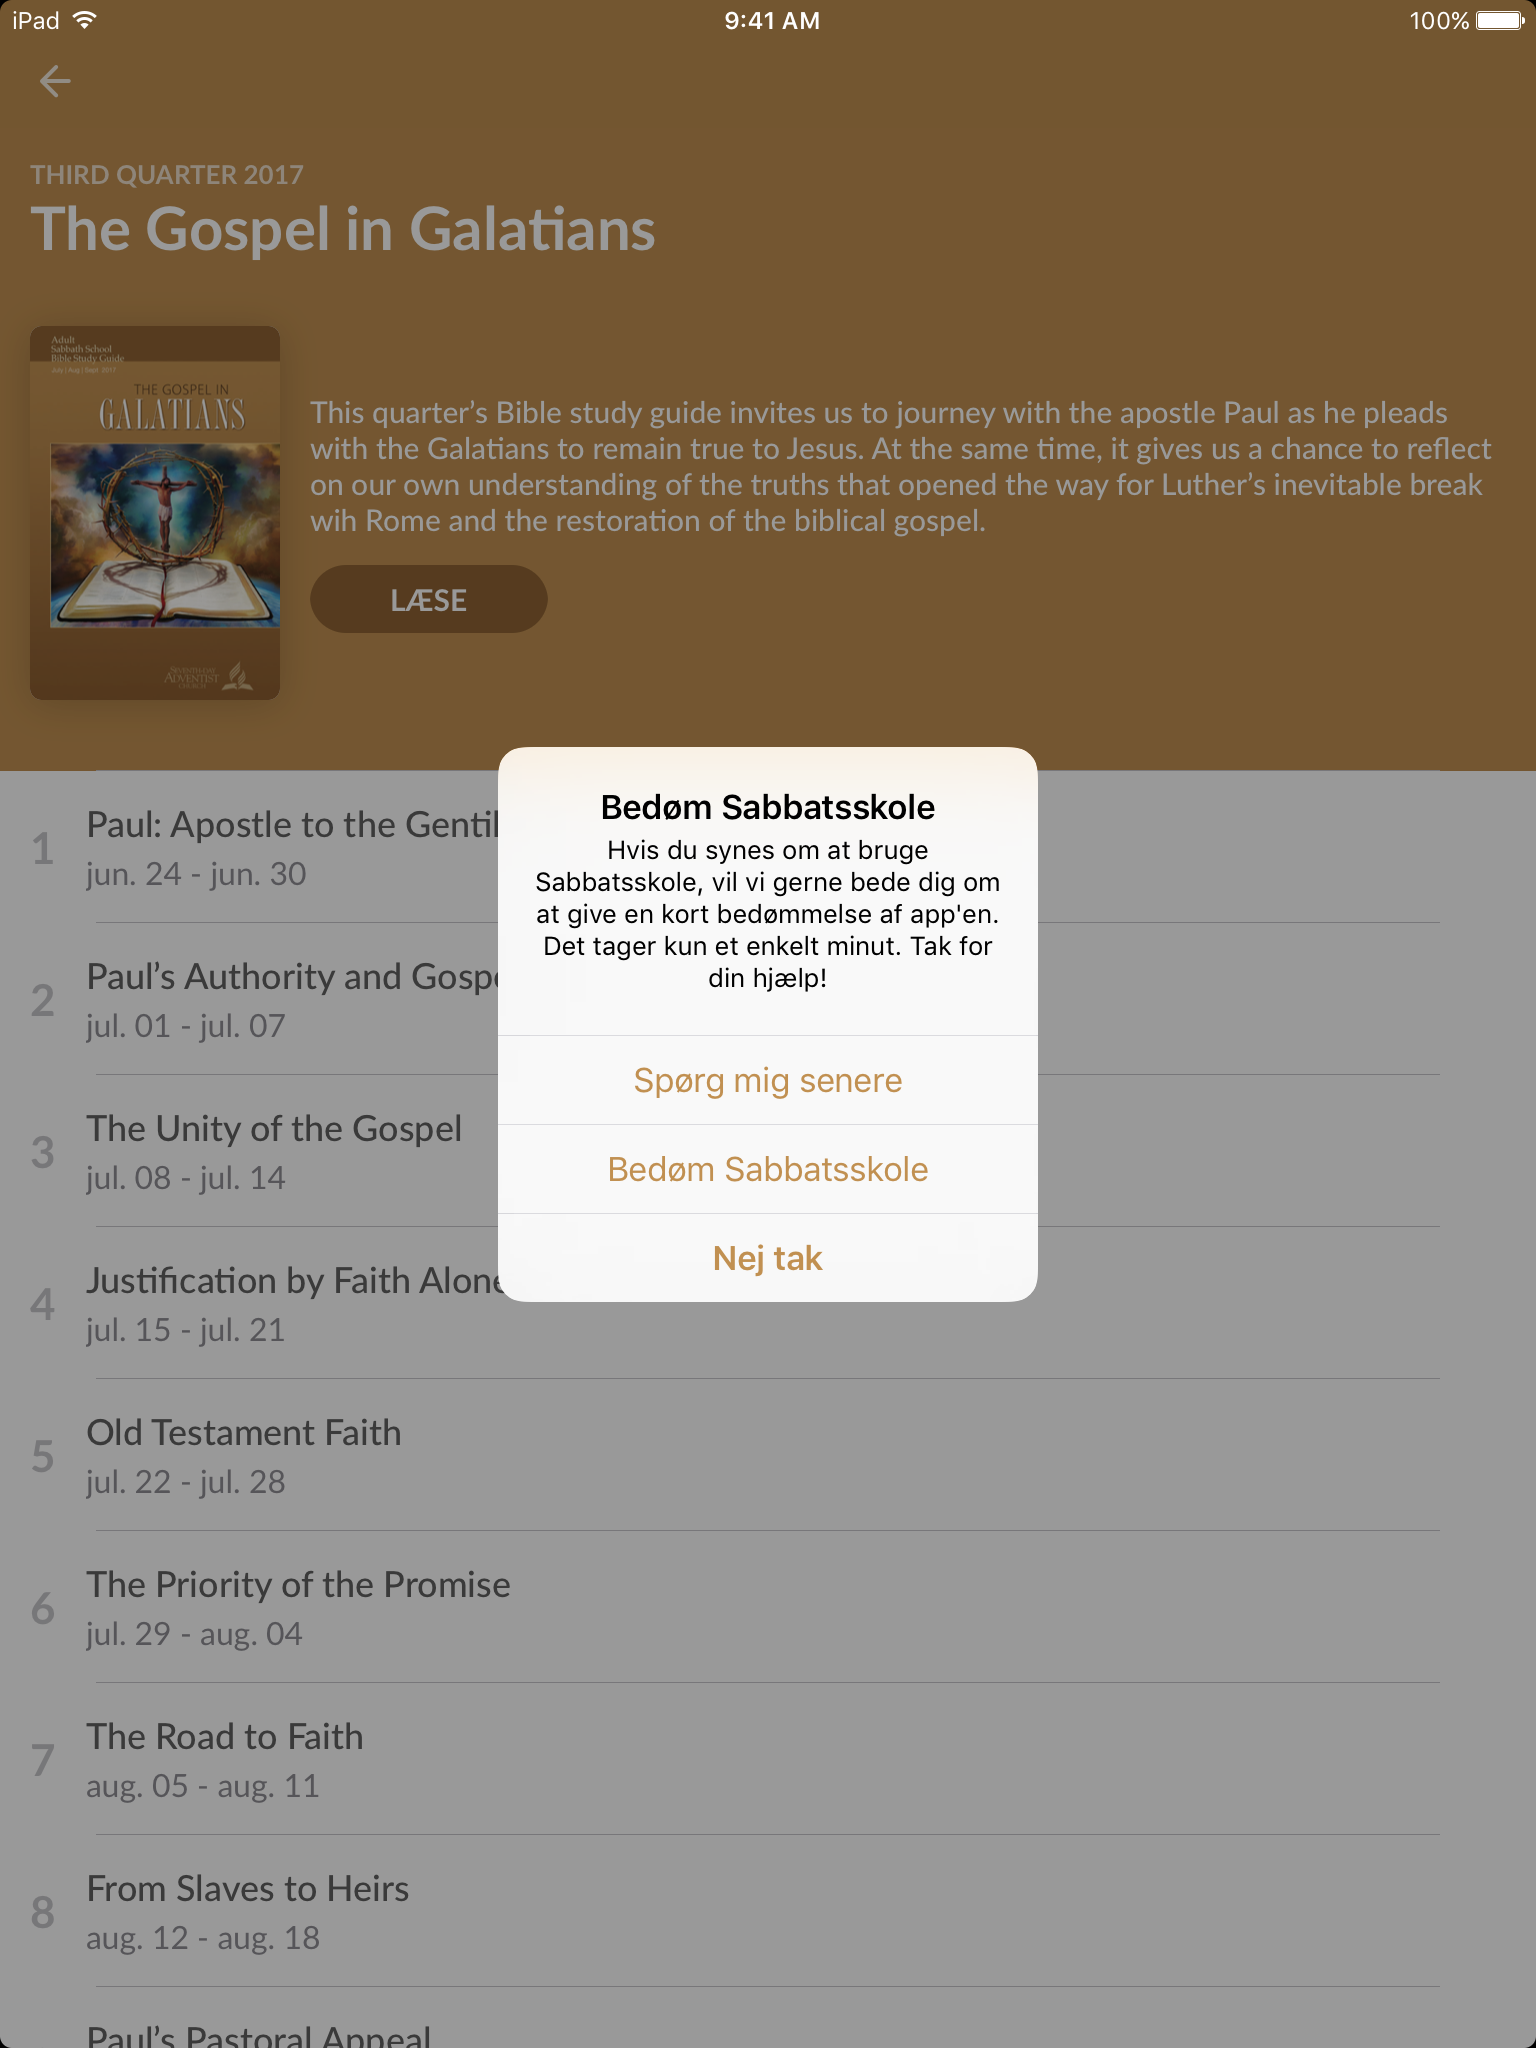 iPad
9:41 AM
100%
THIRD QUARTER 2017
The Gospel in Galatians
Adult
Sabbath School
Bible Study Guide
July | Aug | Sept 2017
THE GOSPEL IN
GALATIANS
SEVENTH-DAY
ADVENTIST
CHURCH
This quarter’s Bible study guide invites us to journey with the apostle Paul as he pleads
with the Galatians to remain true to Jesus. At the same time, it gives us a chance to reflect
on our own understanding of the truths that opened the way for Luther’s inevitable break
wih Rome and the restoration of the biblical gospel.
LÆSE
Bedøm Sabbatsskole
Hvis du synes om at bruge
Sabbatsskole, vil vi gerne bede dig om
at give en kort bedømmelse af app'en.
Det tager kun et enkelt minut. Tak for
din hjælp!
Spørg mig senere
Bedøm Sabbatsskole
Nej tak
1
Paul: Apostle to the
jun. 24 - jun. 30
2
Paul’s Authority and
jul. 01 - jul. 07
3
The Unity of the Gospel
jul. 08 - jul. 14
4
Justification by Faith Alone
jul. 15 - jul. 21
5
Old Testament Faith
jul. 22 - jul. 28
6
The Priority of the Promise
jul. 29 - aug. 04
7
The Road to Faith
aug. 05 - aug. 11
8
From Slaves to Heirs
aug. 12 - aug. 18
Paul’s Pastoral Appeal